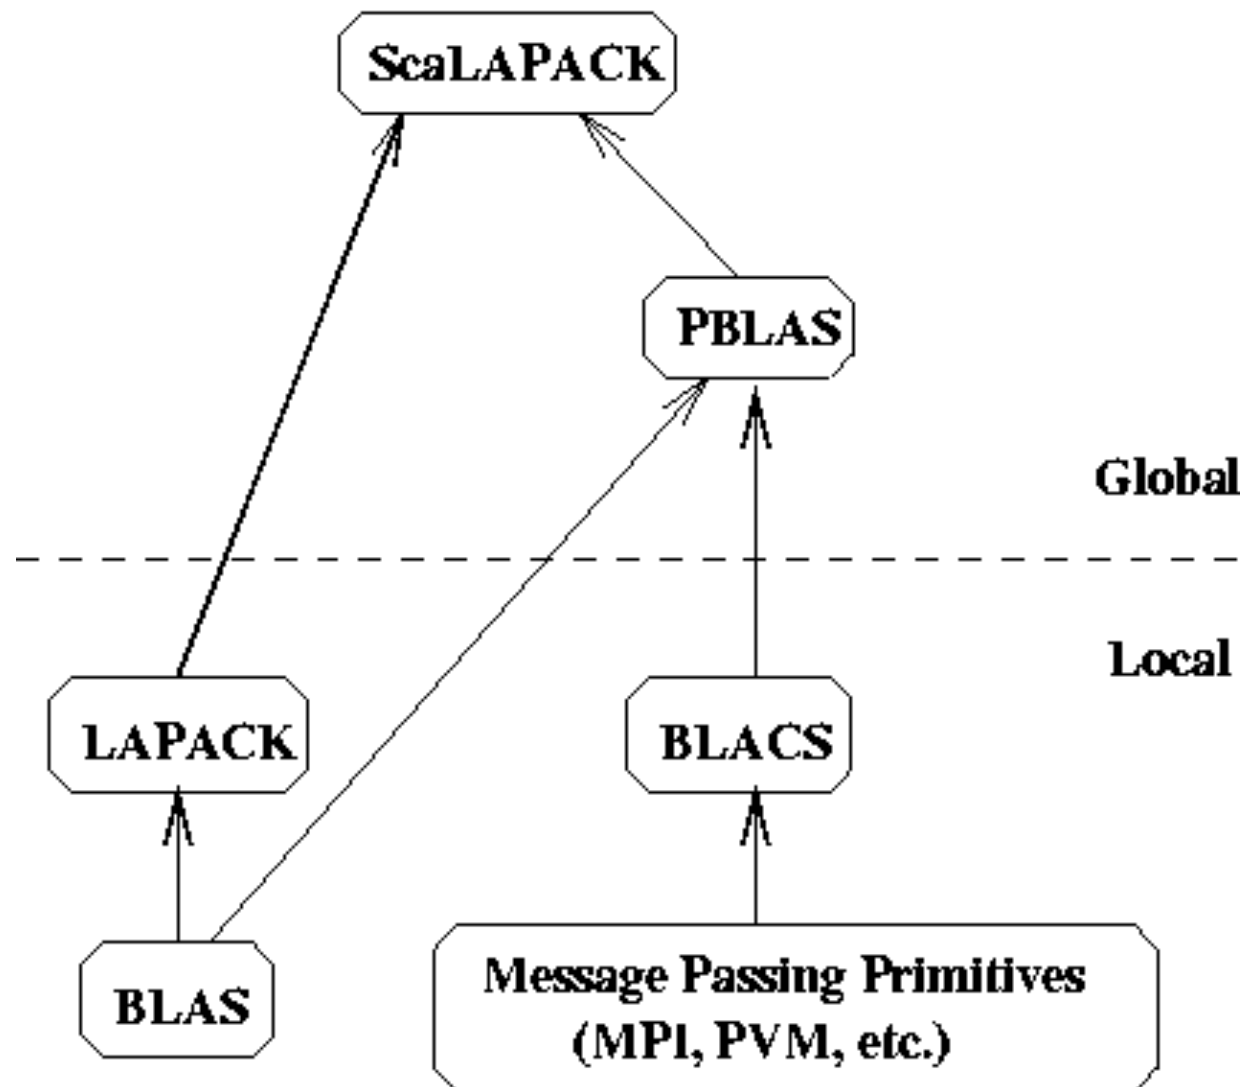 ScaLAPACK
PBLAS
Global
Local
LAPACK
BLACS
BLAS
Message Passing Primitives
(MPI, PVM, etc.)